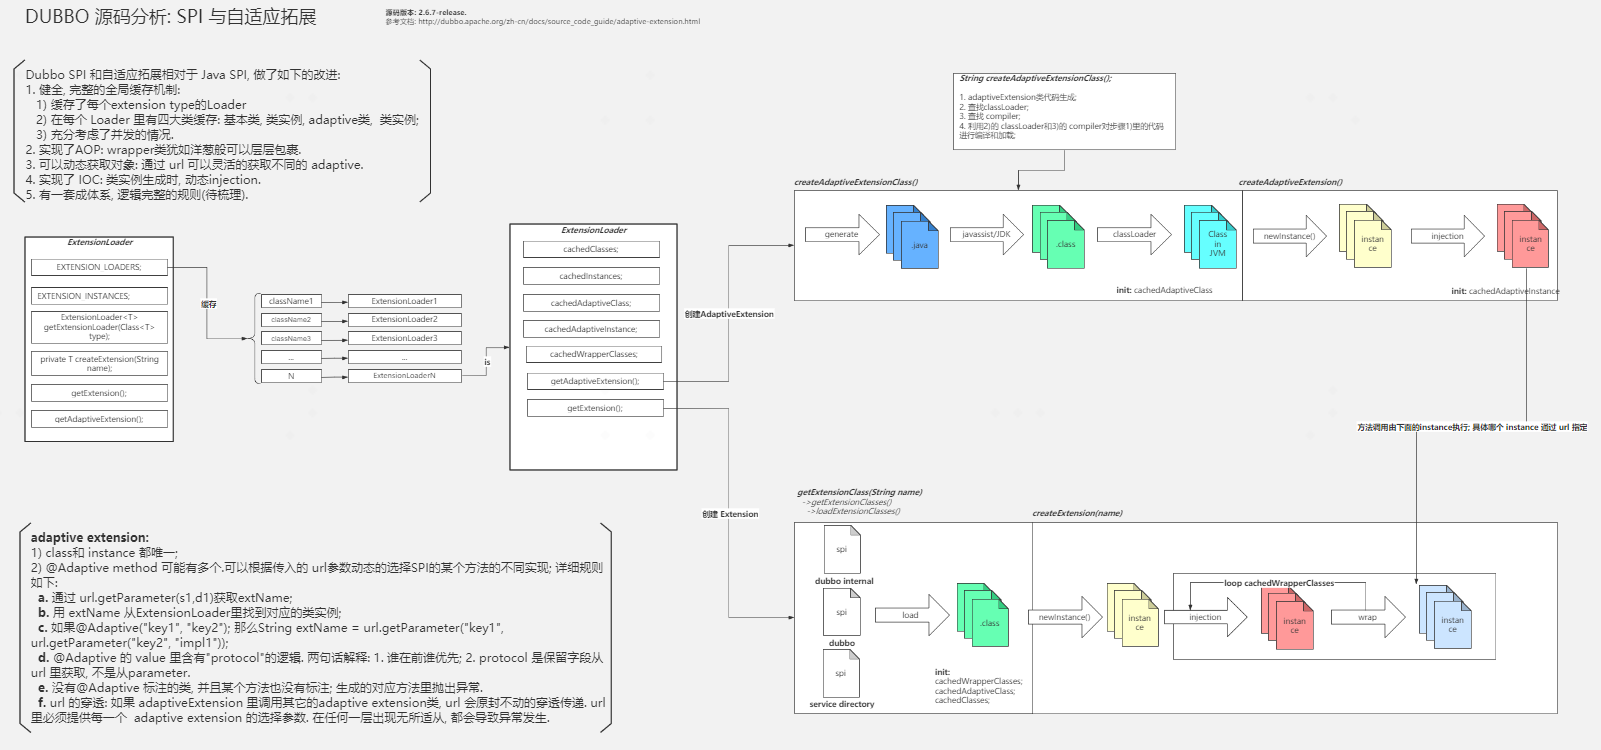 DUBBO 源码分析: SPI 与自适应拓展
源码版本: 2.6.7-release.
参考文档: http://dubbo.apache.org/zh-cn/docs/source_code_guide/adaptive-extension.html
Dubbo SPI 和自适应拓展相对于 Java SPI, 做了如下的改进:
1. 健全, 完整的全局缓存机制:
1) 缓存了每个extension type的Loader
2) 在每个 Loader 里有四大类缓存: 基本类, 类实例, adaptive类, 类实例;
3) 充分考虑了并发的情况.
2. 实现了AOP: wrapper类犹如洋葱般可以层层包裹.
3. 可以动态获取对象: 通过 url 可以灵活的获取不同的 adaptive.
4. 实现了 IOC: 类实例生成时, 动态injection.
5. 有一套成体系, 逻辑完整的规则(待梳理).
ExtensionLoader
EXTENSION_LOADERS;
EXTENSION_INSTANCES;
ExtensionLoader<T>
getExtensionLoader(Class<T>
type);
private T createExtension(String
name);
getExtension();
getAdaptiveExtension();
缓存
className1
ExtensionLoader1
className2
ExtensionLoader2
className3
ExtensionLoader3
...
...
N
ExtensionLoaderN
is
ExtensionLoader
cachedClasses;
cachedInstances;
cachedAdaptiveClass;
cachedAdaptiveInstance;
cachedWrapperClasses;
getAdaptiveExtension();
getExtension();
创建AdaptiveExtension
创建 Extension
String createAdaptiveExtensionClass();
1. adaptiveExtension类代码生成;
2. 查找classLoader;
3. 查找 compiler;
4. 利用2)的 classLoader和3)的 compiler对步骤1)里的代码
进行编译和加载;
createAdaptiveExtensionClass()
createAdaptiveExtension()
generate
.java
javassist/JDK
.class
classLoader
Class
in
JVM
newInstance()
instan
ce
injection
instan
ce
init: cachedAdaptiveClass
init: cachedAdaptiveInstance
方法调用由下面的instance执行; 具体哪个 instance 通过 url 指定
getExtensionClass(String name)
->getExtensionClasses()
->loadExtensionClasses()
createExtension(name)
spi
dubbo internal
spi
dubbo
spi
service directory
load
.class
init:
cachedWrapperClasses;
cachedAdaptiveClass;
cachedClasses;
newInstance()
instan
ce
loop cachedWrapperClasses
injection
instan
ce
wrap
instan
ce
adaptive extension:
1) class和 instance 都唯一;
2) @Adaptive method 可能有多个.可以根据传入的 url参数动态的选择SPI的某个方法的不同实现; 详细规则
如下:
a. 通过 url.getParameter(s1,d1)获取extName;
b. 用 extName 从ExtensionLoader里找到对应的类实例;
c. 如果@Adaptive("key1", "key2"); 那么String extName = url.getParameter("key1",
url.getParameter("key2", "impl1"));
d. @Adaptive 的 value 里含有"protocol"的逻辑. 两句话解释: 1. 谁在前谁优先; 2. protocol 是保留字段从
url 里获取, 不是从parameter.
e. 没有@Adaptive 标注的类, 并且某个方法也没有标注; 生成的对应方法里抛出异常.
f. url 的穿透: 如果 adaptiveExtension 里调用其它的adaptive extension类, url 会原封不动的穿透传递. url
里必须提供每一个 adaptive extension 的选择参数. 在任何一层出现无所适从, 都会导致异常发生.